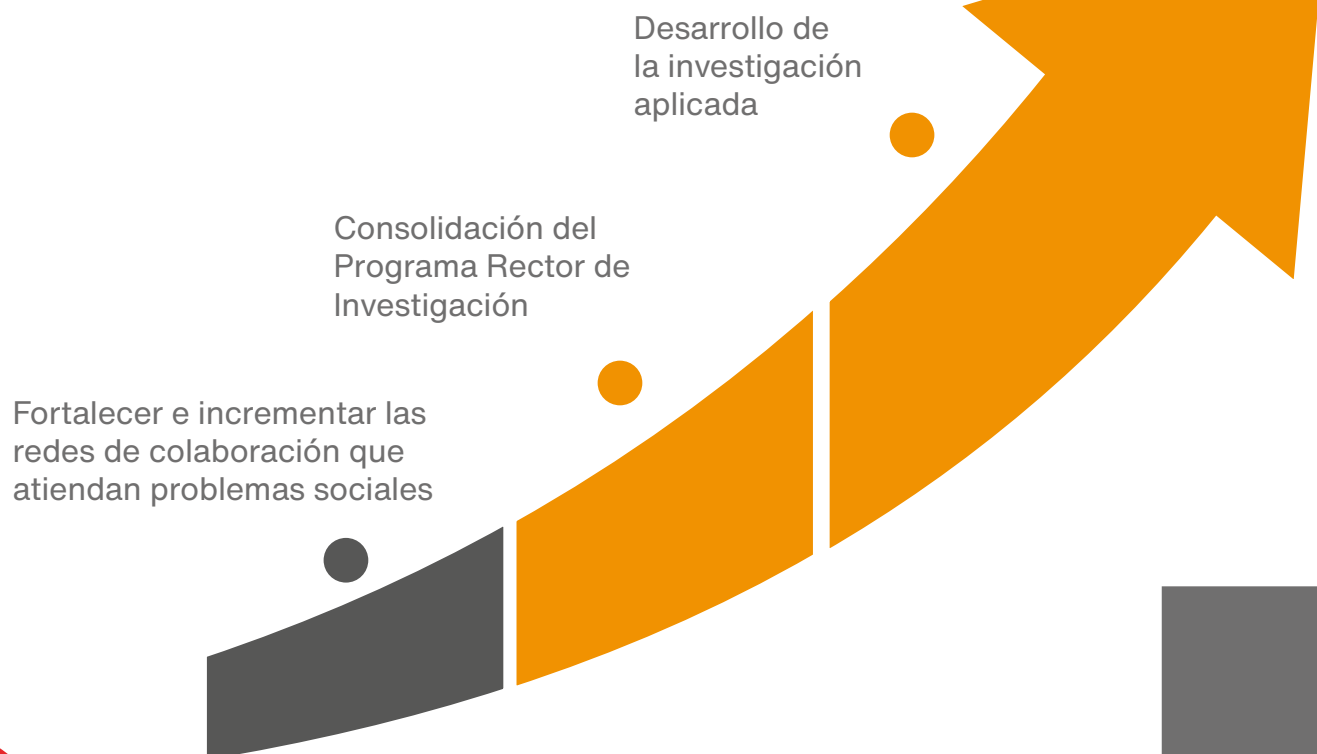 Desarrollo de
la investigación
aplicada
Consolidación del
Programa Rector de
Investigación
Fortalecer e incrementar las
redes de colaboración que
atiendan problemas sociales